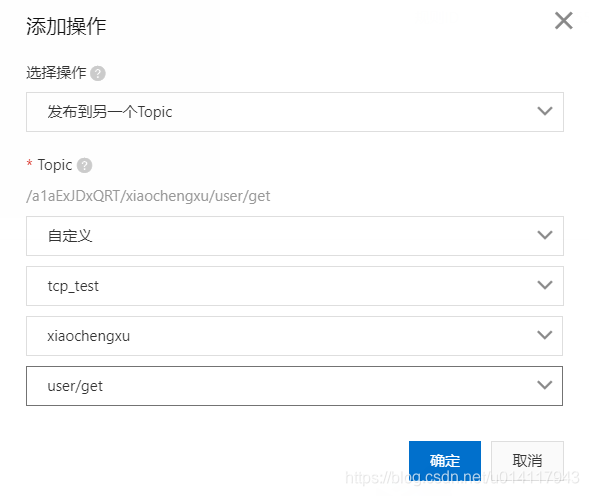 添加操作
选择操作
发布到另一个Topic
* Topic
/a1aExJDxQRT/xiaochengxu/user/get
自定义
tcp_test
xiaochengxu
user/get
确定 取消
https://blog.csdn.net/u014117943